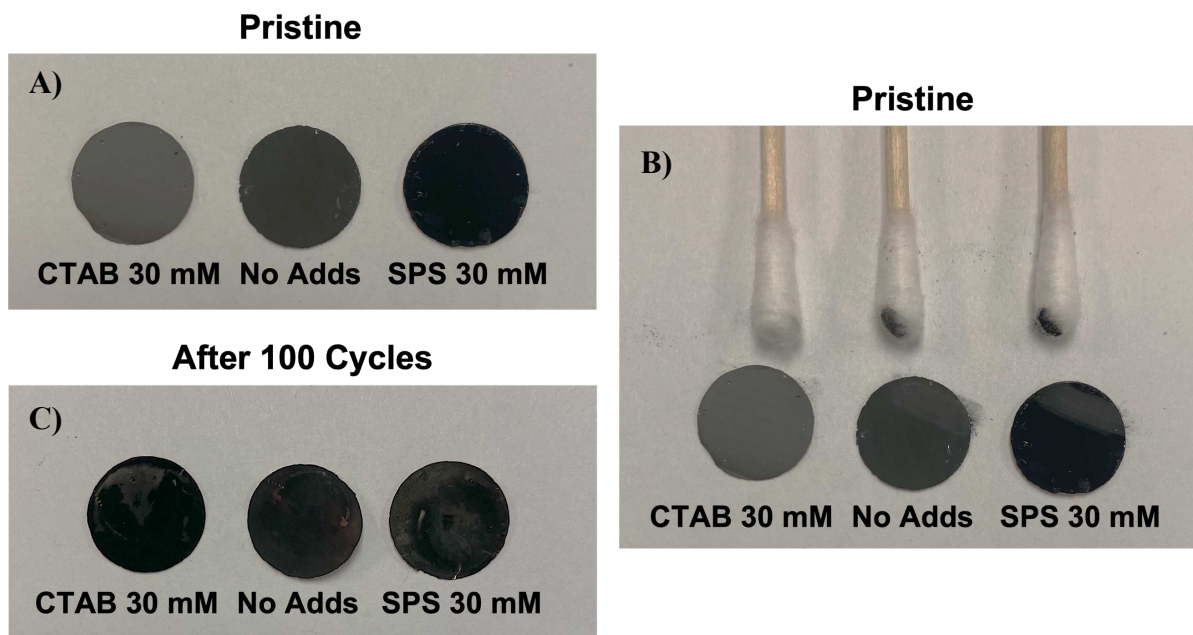 Pristine
A)
CTAB 30 mM No Adds SPS 30 mM
After 100 Cycles
C)
CTAB 30 mM No Adds SPS 30 mM
Pristine
B)
CTAB 30 mM No Adds SPS 30 mM